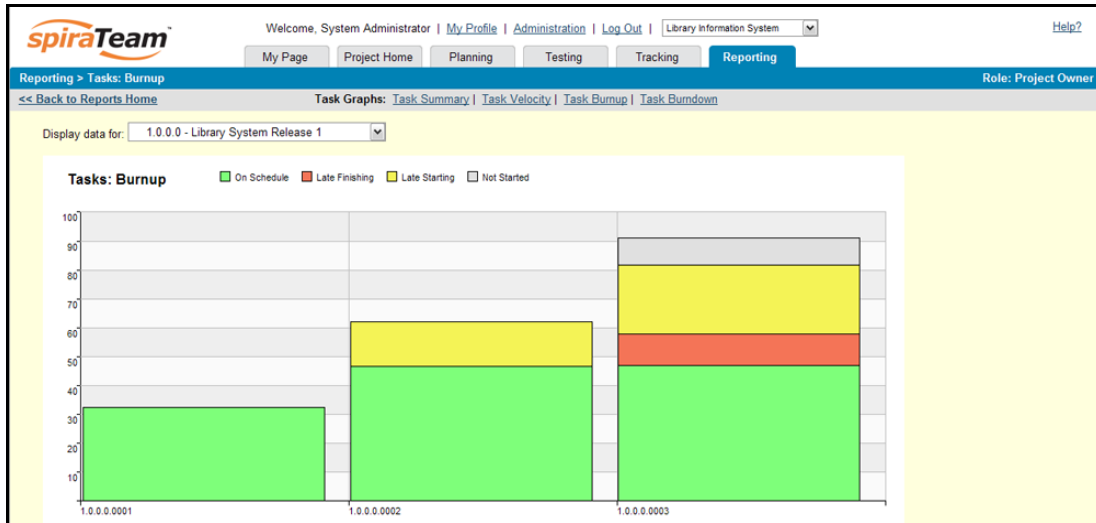 spiraTeam™
Welcome, System Administrator | My Profile | Administration | Log Out | Library Information System
Help?
My Page Project Home Planning Testing Tracking Reporting
Reporting > Tasks: Burnup Role: Project Owner
<< Back to Reports Home Task Graphs: Task Summary | Task Velocity | Task Burnup | Task Burndown
Display data for: 1.0.0.0 - Library System Release 1
Tasks: Burnup On Schedule Late Finishing Late Starting Not Started
100
90
80
70
60
50
40
30
20
10
1.0.0.0.0001 1.0.0.0.0002 1.0.0.0.0003